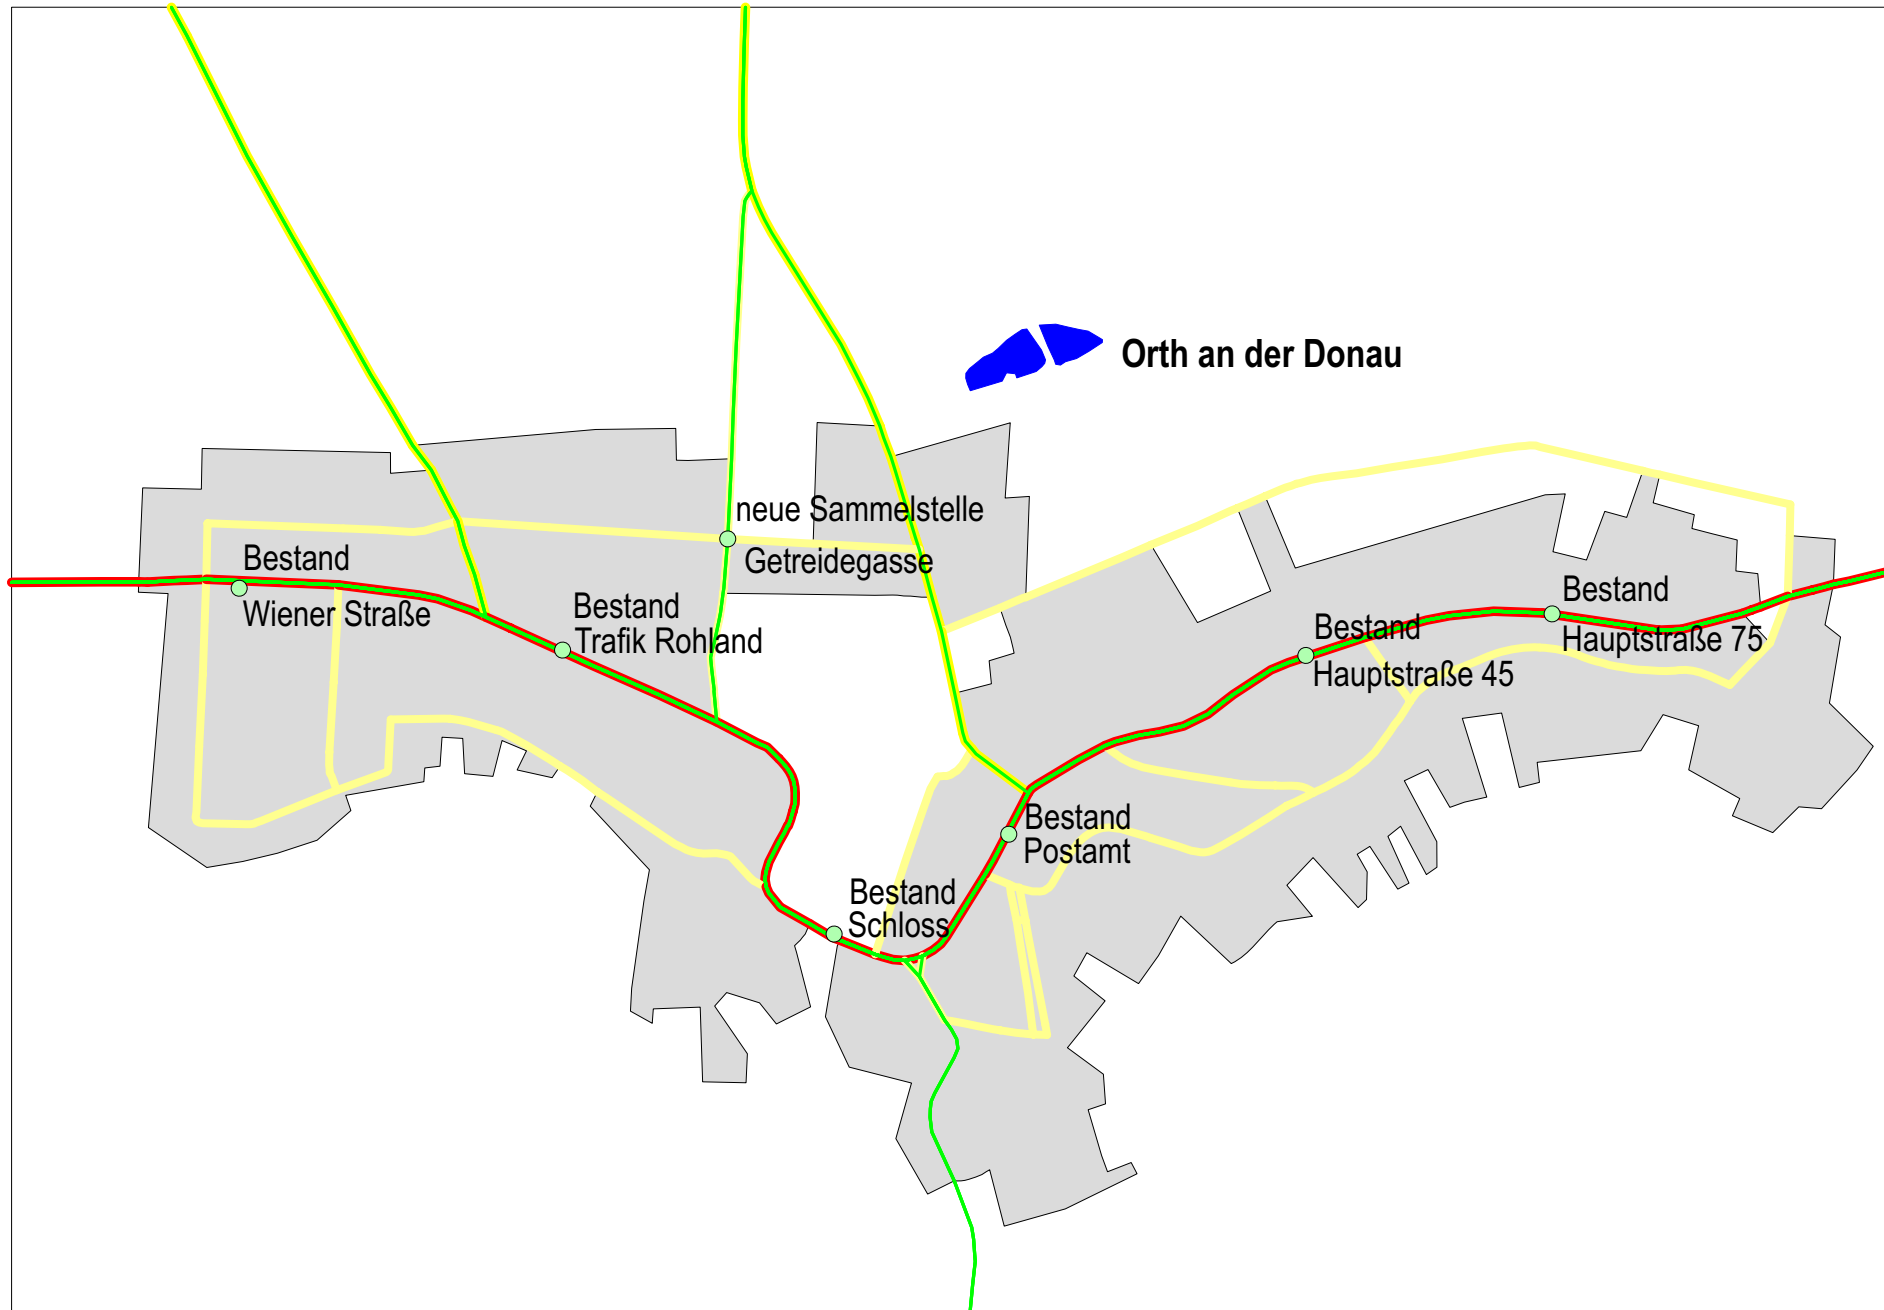 Orth an der Donau
neue Sammelstelle
Getreidegasse
Bestand
Wiener Straße
Bestand
Trafik Rohland
Bestand
Hauptstraße 75
Bestand
Hauptstraße 45
Bestand
Postamt
Bestand
Schloss